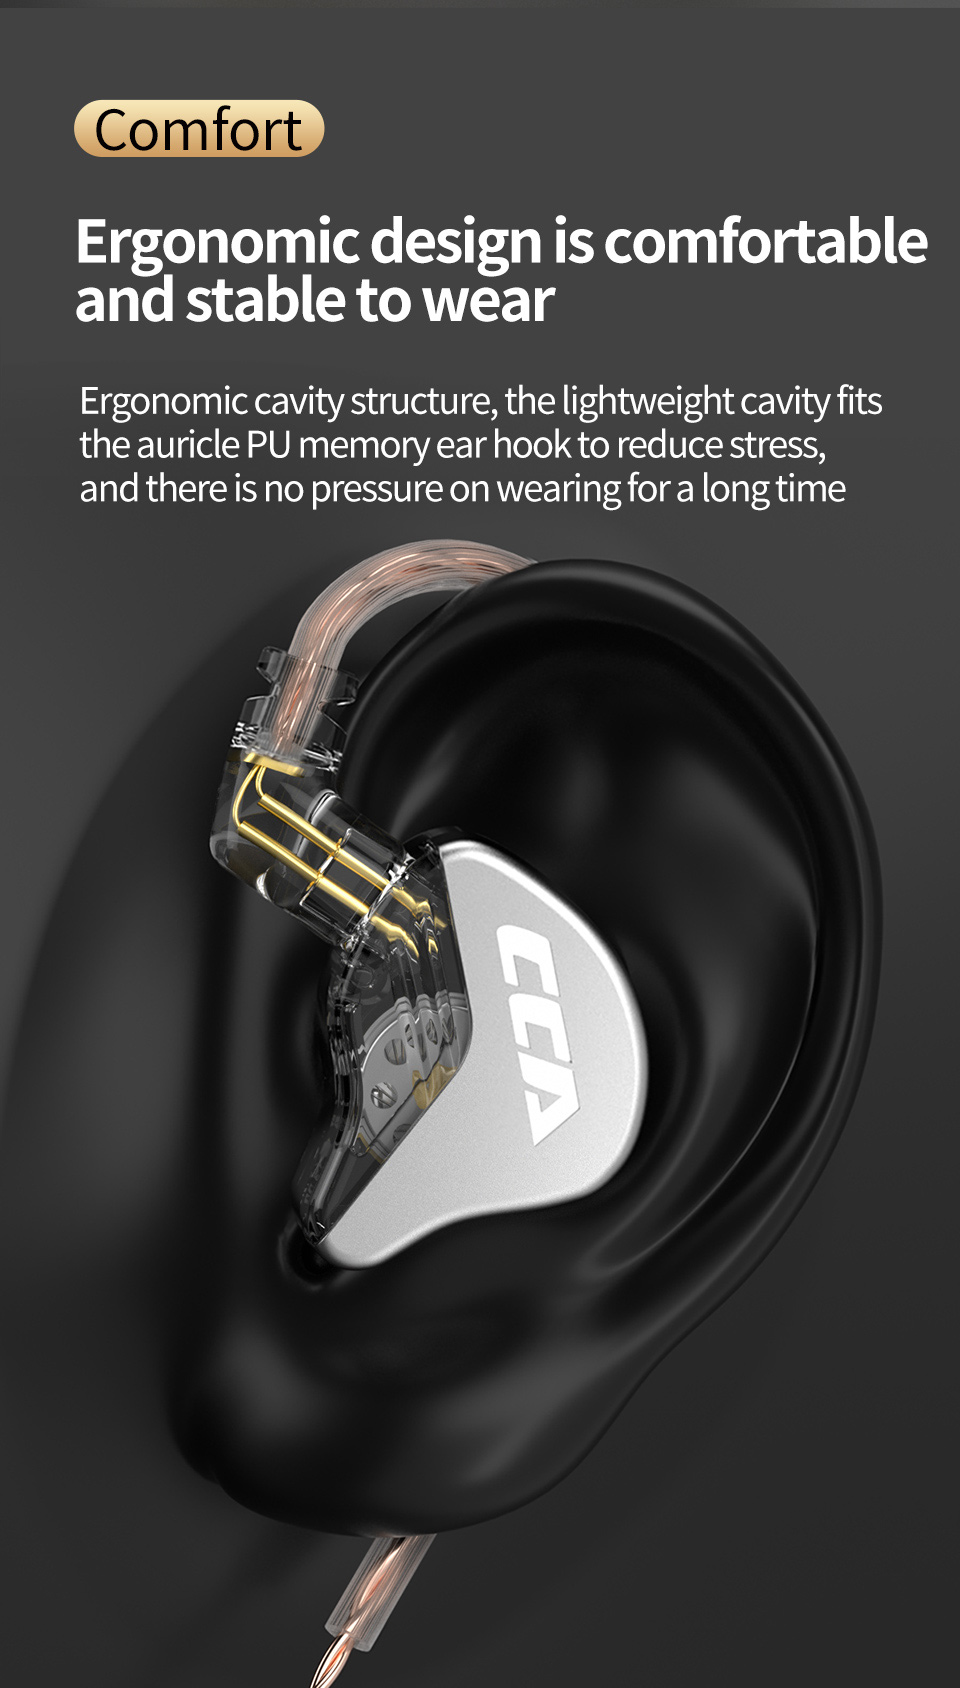 Comfort
Ergonomic design is comfortable
and stable to wear
Ergonomic cavity structure, the lightweight cavity fits
the auricle PU memory ear hook to reduce stress,
and there is no pressure on wearing for a long time
CCA